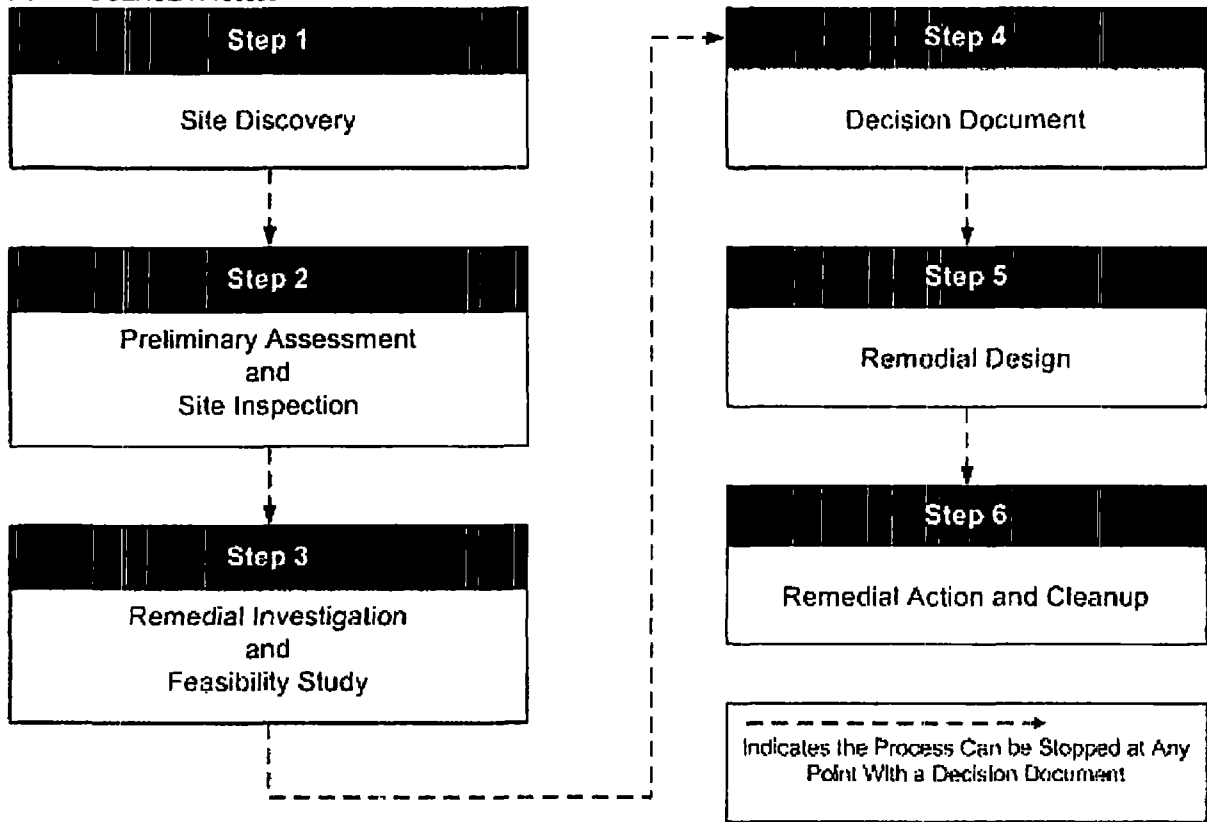 Step 1
Site Discovery
Step 2
Preliminary Assessment
and
Site Inspection
Step 3
Remedial Investigation
and
Feasibility Study
Step 4
Decision Document
Step 5
Remodial Design
Step 6
Remedial Action and Cleanup
Indicates the Process Can be Stopped at Any
Point With a Decision Document